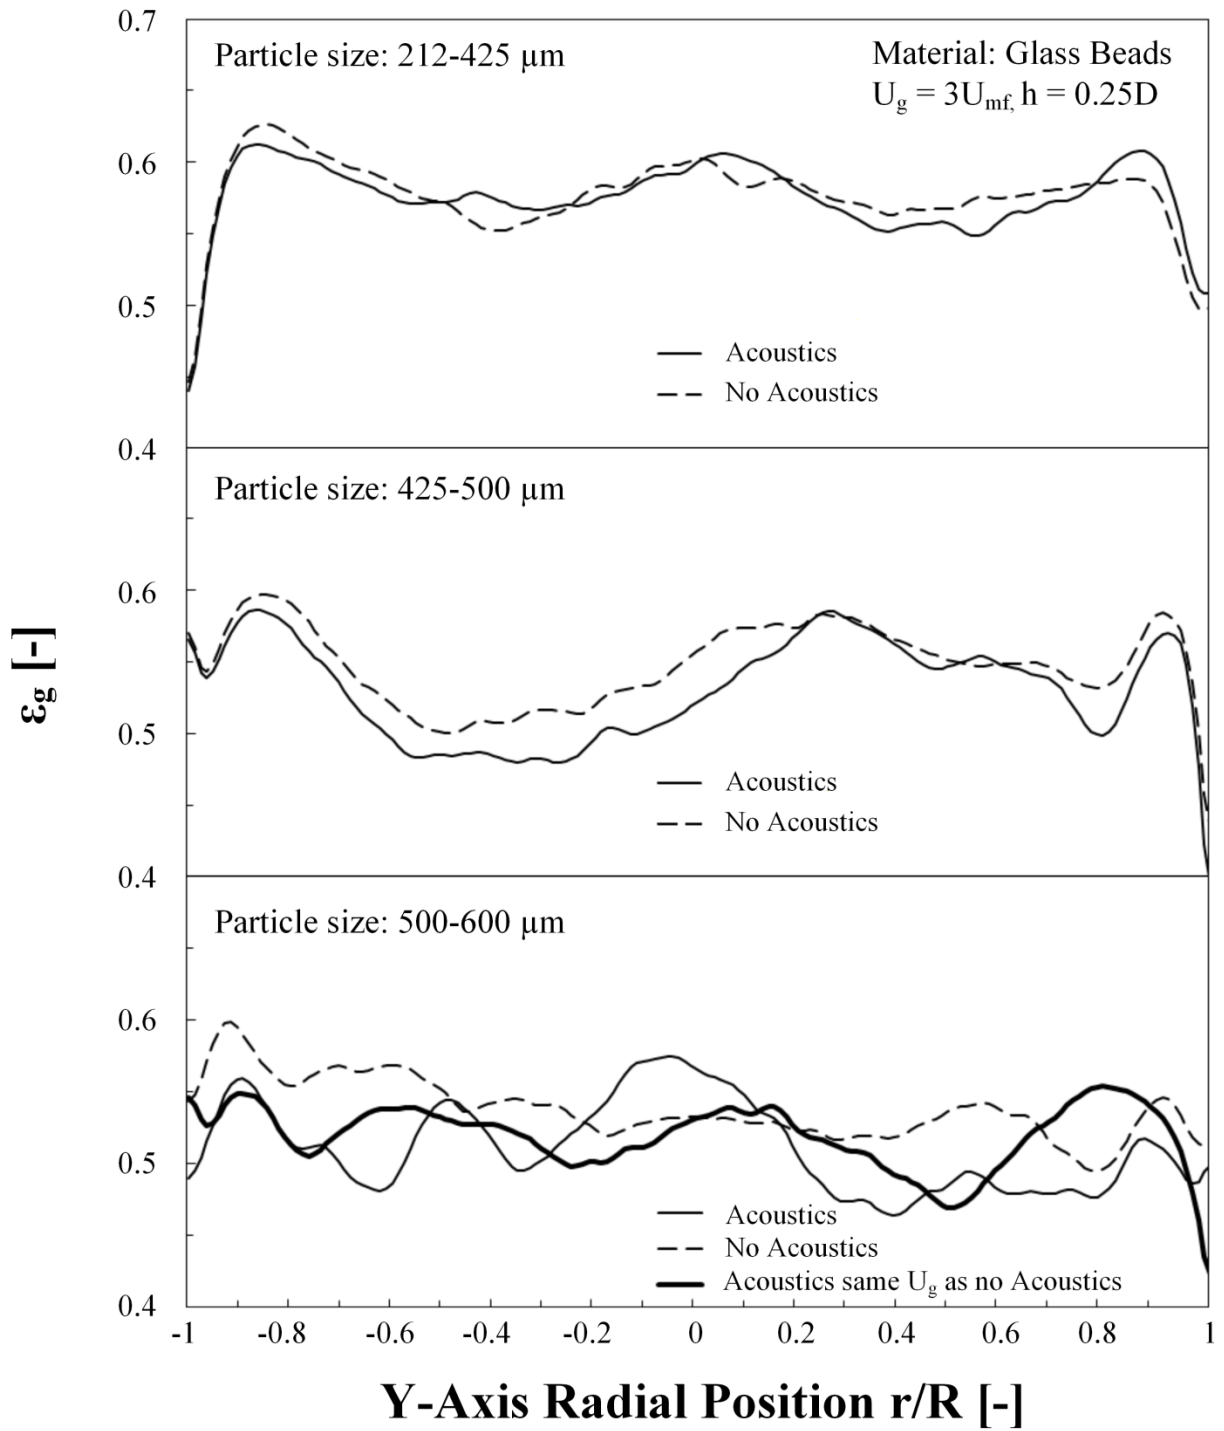 0.7
Particle size: 212-425 µm
Material: Glass Beads
Ug = 3Umf, h = 0.25D
0.6
0.5
Acoustics
No Acoustics
0.4
Particle size: 425-500 µm
0.6
εg [-]
0.5
Acoustics
No Acoustics
0.4
Particle size: 500-600 µm
0.6
0.5
Acoustics
No Acoustics
Acoustics same Ug as no Acoustics
0.4
-1 -0.8 -0.6 -0.4 -0.2 0 0.2 0.4 0.6 0.8 1
Y-Axis Radial Position r/R [-]